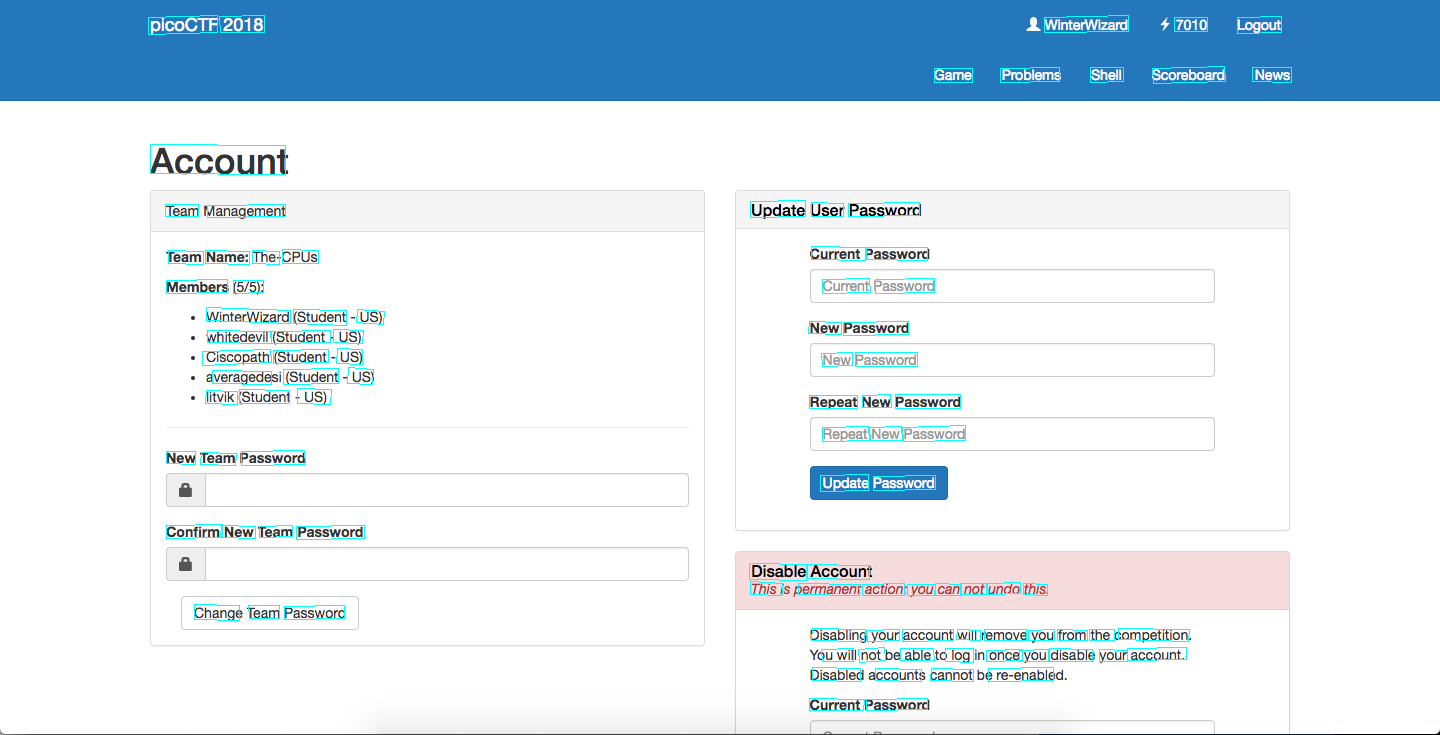 picoCTF 2018
WinterWizard 7010 Logout
Game Problems Shell Scoreboard News
Account
Team Management
Team Name: The-CPUs
Members (5/5):
WinterWizard (Student - US)
whitedevil (Student - US)
Ciscopath (Student - US)
averagedesi (Student - US)
litvik (Student - US)
New Team Password
Confirm New Team Password
Change Team Password
Update User Password
Current Password
Current Password
New Password
New Password
Repeat New Password
Repeat New Password
Update Password
Disable Account
This is permanent action; you can not undo this.
Disabling your account will remove you from the competition.
You will not be able to log in once you disable your account.
Disabled accounts cannot be re-enabled.
Current Password
Current Password